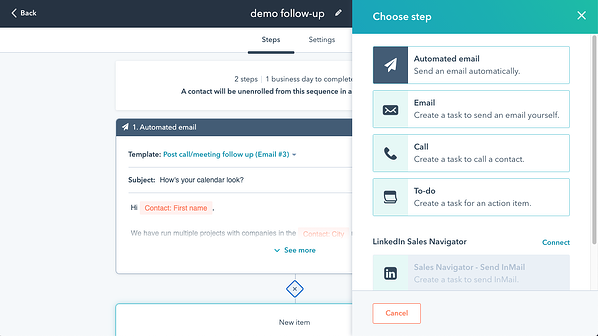 Back
demo follow-up
Steps
Settings
2 steps | 1 business day to complete
A contact will be unenrolled from this sequence in a
1. Automated email
Template: Post call/meeting follow up (Email #3)
Subject: How's your calendar look?
Hi Contact: First name ,
We have run multiple projects with companies in the Contact: City
See more
New item
Choose step
Automated email
Send an email automatically.
Email
Create a task to send an email yourself.
Call
Create a task to call a contact.
To-do
Create a task for an action item.
LinkedIn Sales Navigator
Connect
Sales Navigator - Send InMail
Create a task to send InMail.
Cancel